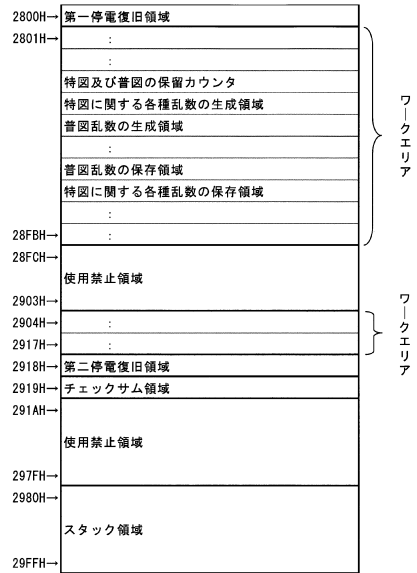 2800H→ 第一停電復旧領域
2801H→ :
:
特図及び普図の保留カウンタ
特図に関する各種乱数の生成領域
普図乱数の生成領域
:
普図乱数の保存領域
特図に関する各種乱数の保存領域
:
28FBH→ :
ワークエリア
28FCH→
使用禁止領域
2903H→
2904H→ :
2917H→ :
ワークエリア
2918H→ 第二停電復旧領域
2919H→ チェックサム領域
291AH→
使用禁止領域
297FH→
2980H→
スタック領域
29FFH→